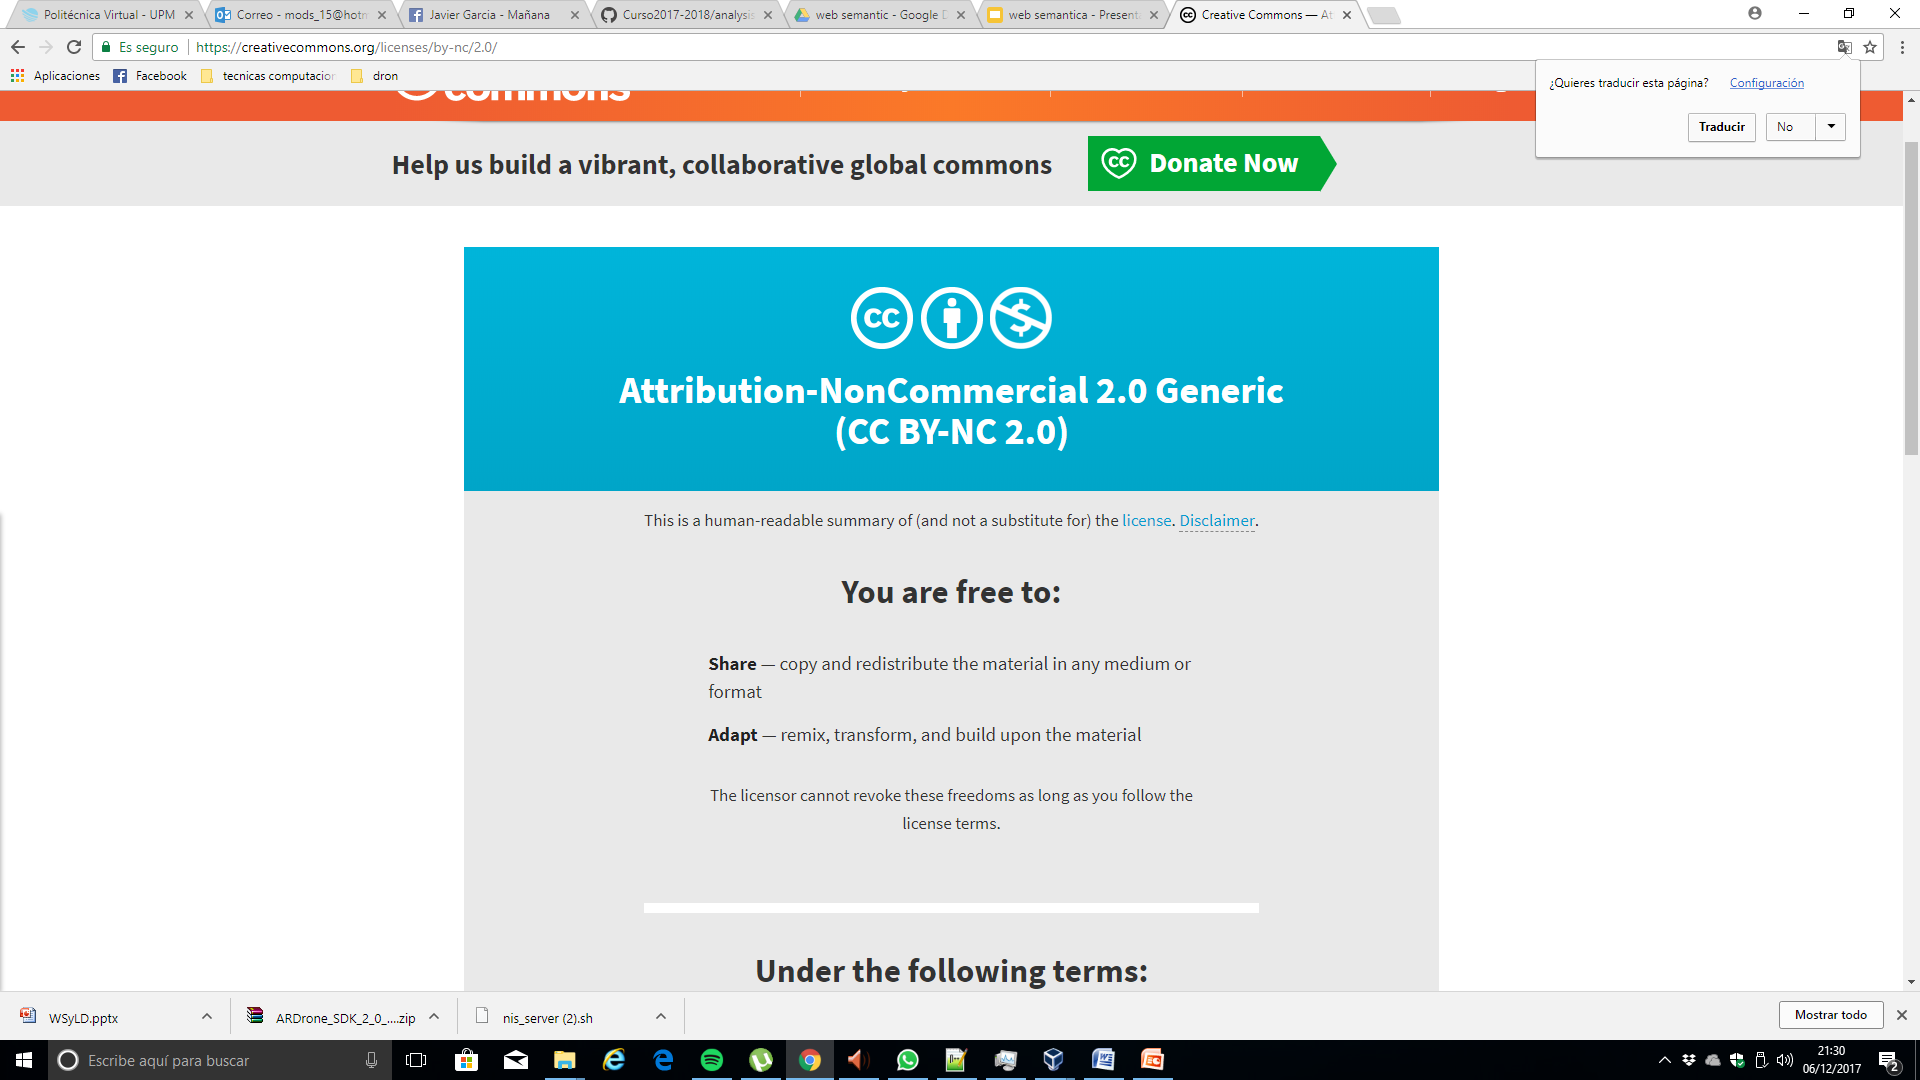 Politécnica Virtual - UPM
Correo - mods_15@hotm
Javier Garcia - Mañana
Curso2017-2018/analysis
web semantic - Google D
web semantica - Present
Creative Commons — At
Es seguro
https://creativecommons.org/licenses/by-nc/2.0/
Aplicaciones
Facebook
tecnicas computacion
dron
¿Quieres traducir esta página?
Configuración
Traducir
No
commons
Help us build a vibrant, collaborative global commons
Donate Now
Attribution-NonCommercial 2.0 Generic
(CC BY-NC 2.0)
This is a human-readable summary of (and not a substitute for) the license. Disclaimer.
You are free to:
Share — copy and redistribute the material in any medium or
format
Adapt — remix, transform, and build upon the material
The licensor cannot revoke these freedoms as long as you follow the
license terms.
Under the following terms:
WSyLD.pptx
ARDrone_SDK_2_0_....zip
nis_server (2).sh
Mostrar todo
Escribe aquí para buscar
21:30
06/12/2017
2